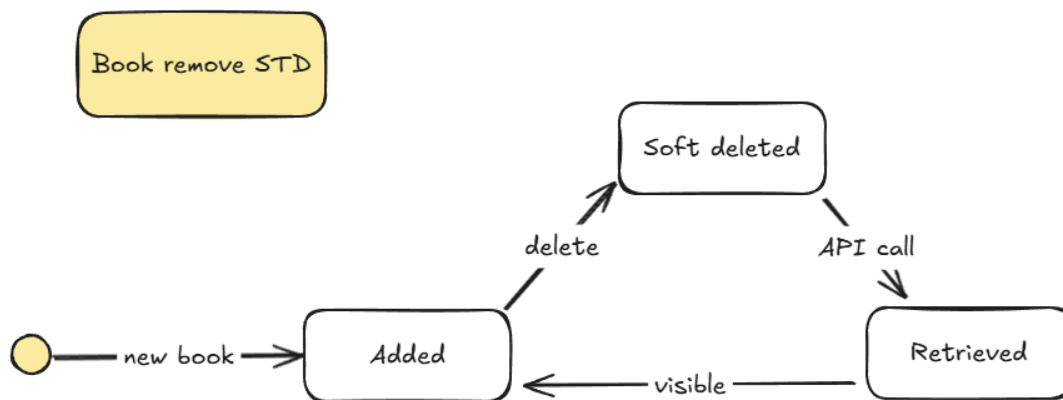 Book remove STD
Soft deleted
delete
API call
new book
Added
Retrieved
visible